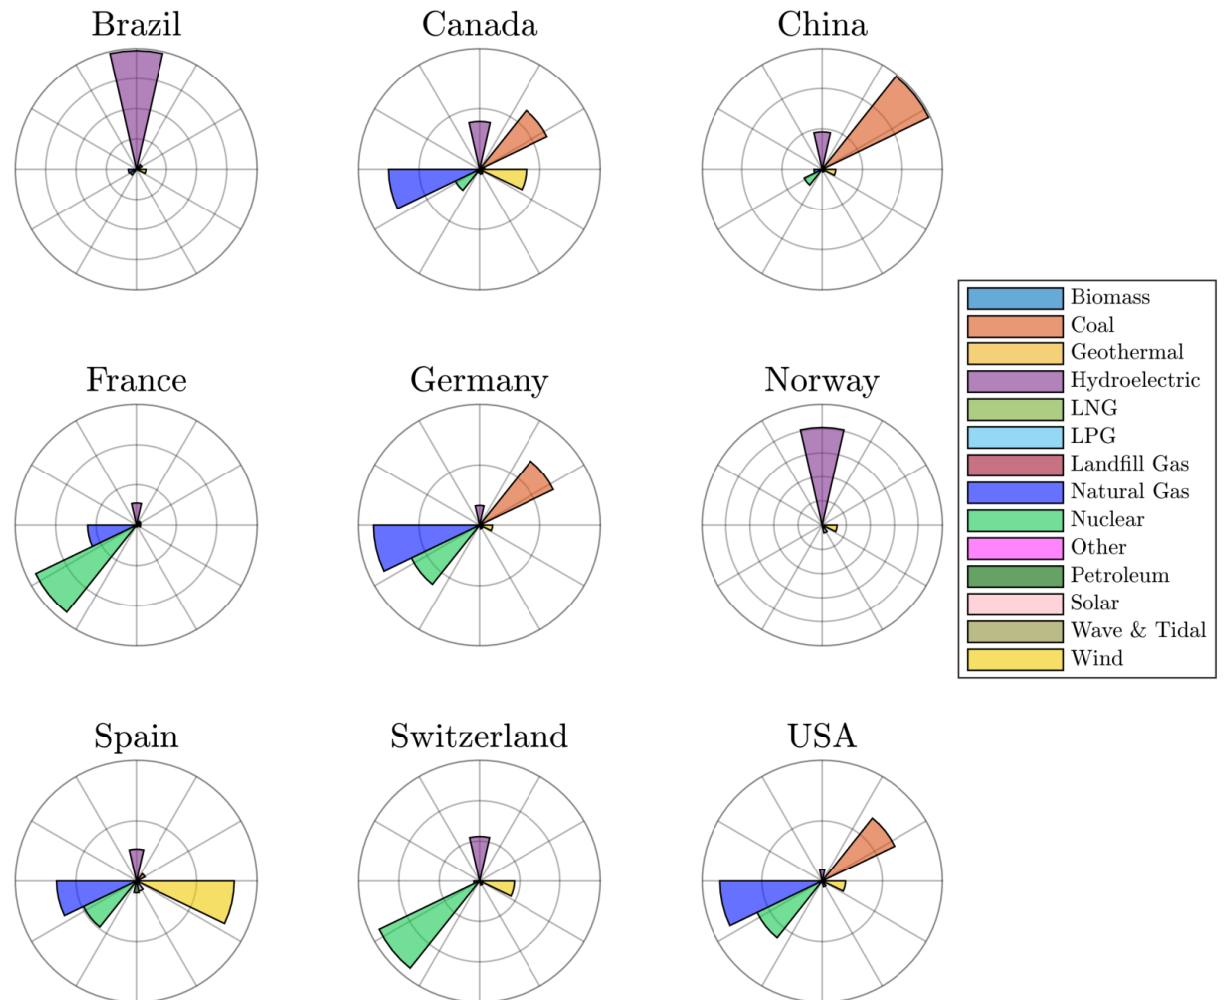 Brazil
Canada
China
France
Germany
Norway
Spain
Switzerland
USA
Biomass
Coal
Geothermal
Hydroelectric
LNG
LPG
Landfill Gas
Natural Gas
Nuclear
Other
Petroleum
Solar
Wave & Tidal
Wind